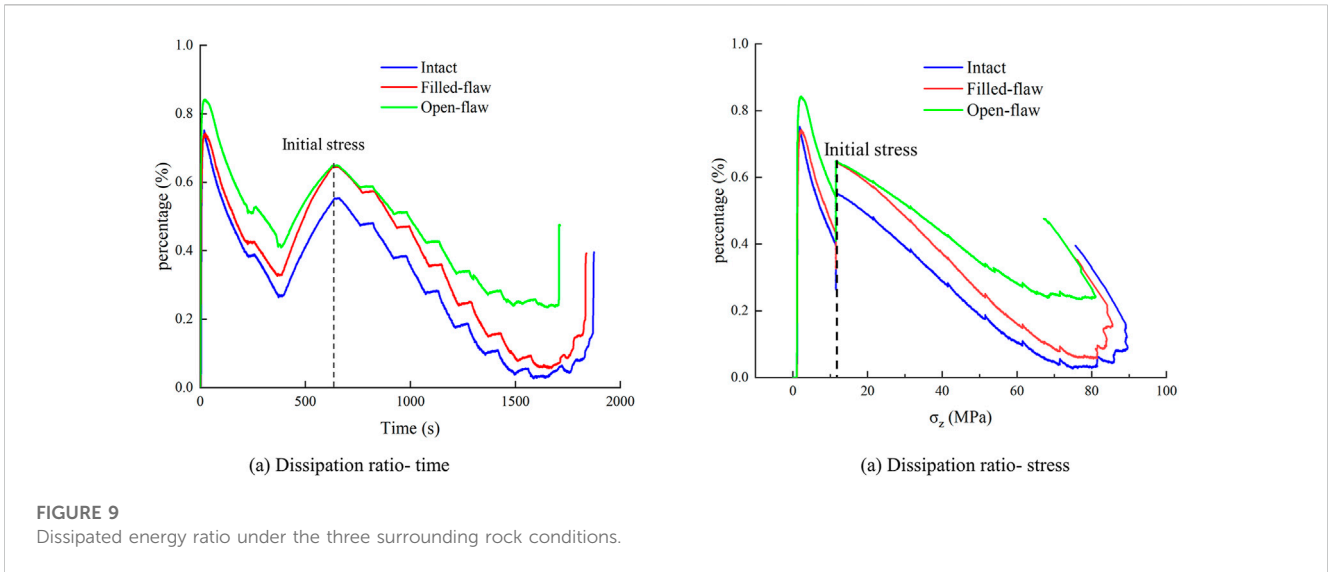 1.0
0.8
0.6
0.4
0.2
0.0
percentage (%)
Intact
Filled-flaw
Open-flaw
Initial stress
0
500
1000
1500
2000
Time (s)
(a) Dissipation ratio- time
1.0
0.8
0.6
0.4
0.2
0.0
percentage (%)
Intact
Filled-flaw
Open-flaw
Initial stress
0
20
40
60
80
100
σz (MPa)
(a) Dissipation ratio- stress
FIGURE 9
Dissipated energy ratio under the three surrounding rock conditions.